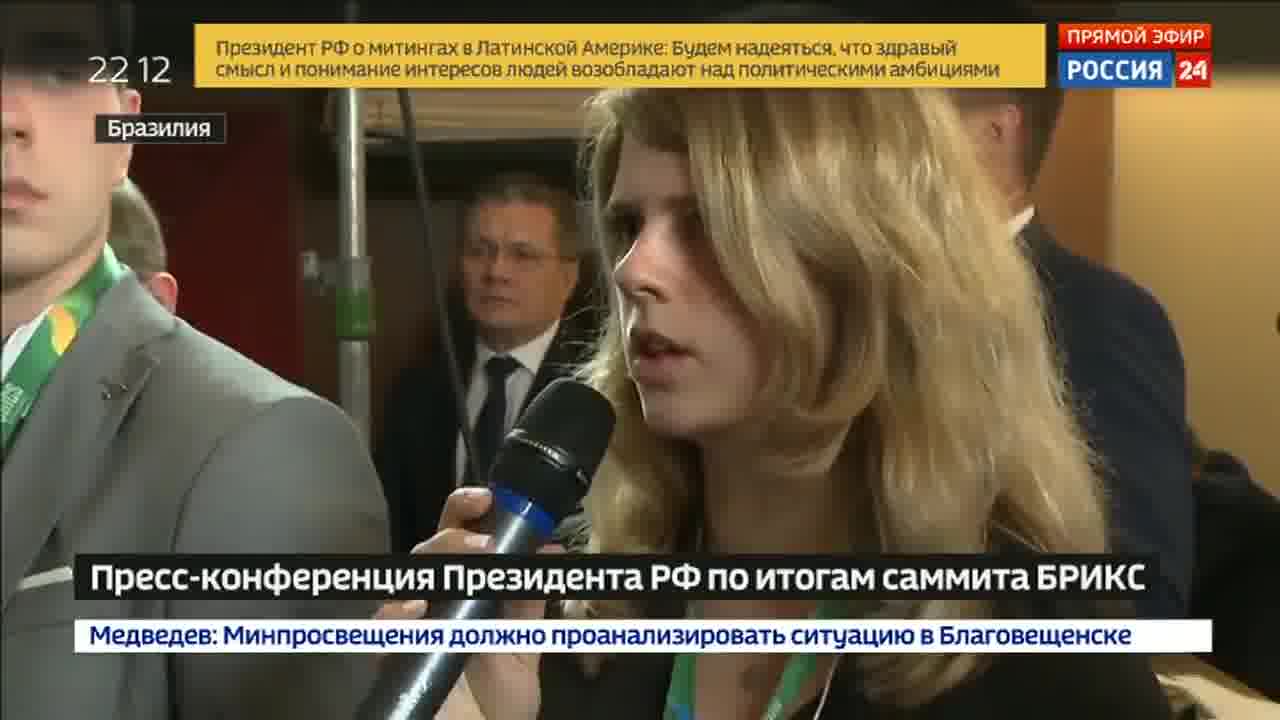 22 12
Президент РФ о митингах в Латинской Америке: Будем надеяться, что здравый
смысл и понимание интересов людей возобладают над политическими амбициями
ПРЯМОЙ ЭФИР
РОССИЯ 24
Бразилия
Пресс-конференция Президента РФ по итогам саммита БРИКС
Медведев: Минпросвещения должно проанализировать ситуацию в Благовещенске